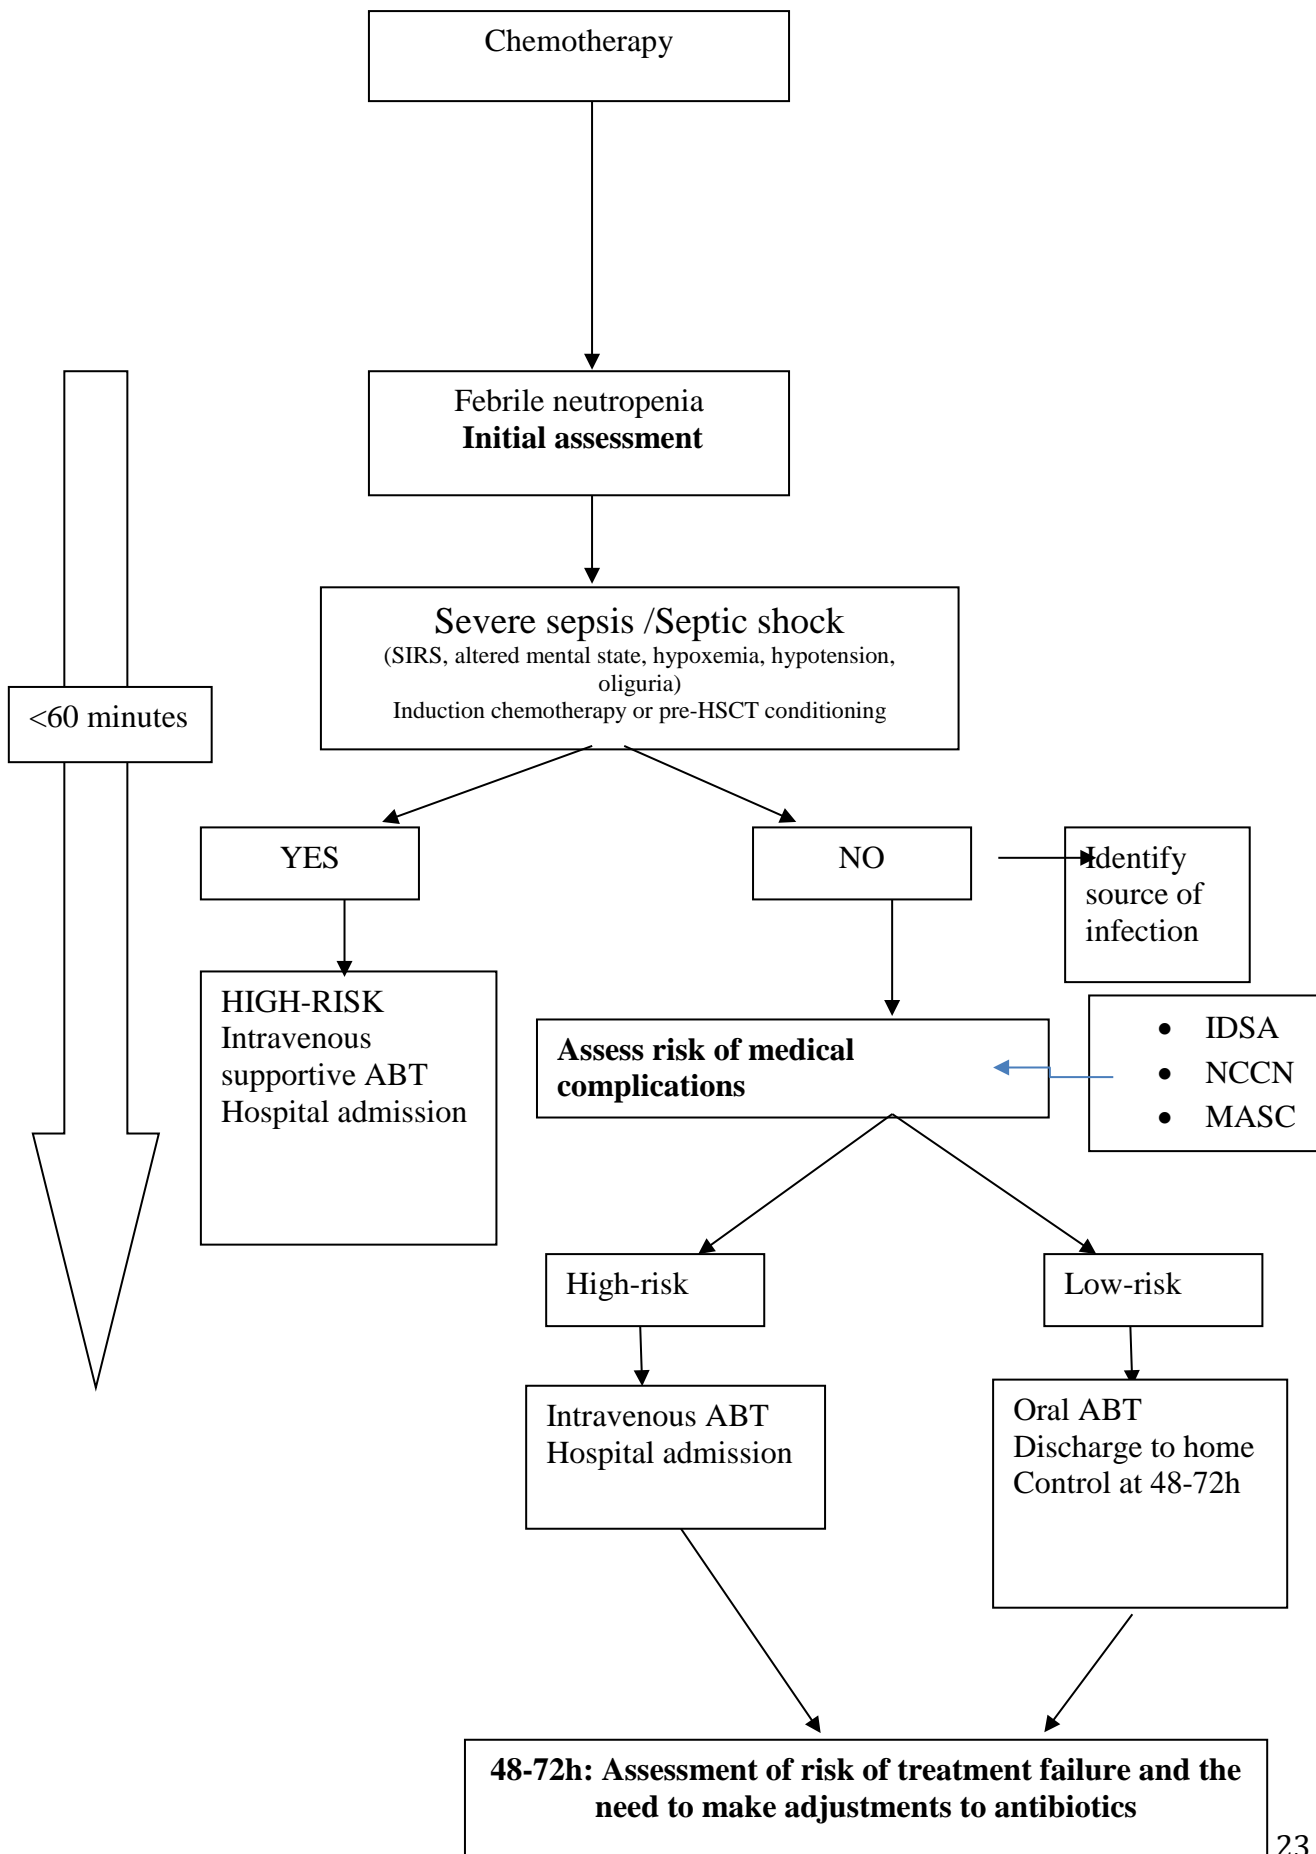 Chemotherapy
Febrile neutropenia
Initial assessment
Severe sepsis /Septic shock
(SIRS, altered mental state, hypoxemia, hypotension,
oliguria)
Induction chemotherapy or pre-HSCT conditioning
<60 minutes
YES
NO
Identify
source of
infection
HIGH-RISK
Intravenous
supportive ABT
Hospital admission
Assess risk of medical
complications
• IDSA
• NCCN
• MASC
High-risk
Low-risk
Intravenous ABT
Hospital admission
Oral ABT
Discharge to home
Control at 48-72h
48-72h: Assessment of risk of treatment failure and the
need to make adjustments to antibiotics
23